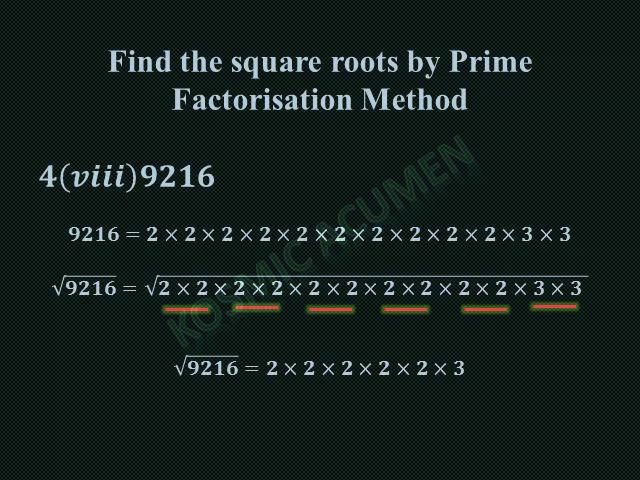 Find the square roots by Prime
Factorisation Method
4(viii)9216
9216 = 2 × 2 × 2 × 2 × 2 × 2 × 2 × 2 × 2 × 2 × 3 × 3
√9216 = √2 × 2 × 2 × 2 × 2 × 2 × 2 × 2 × 2 × 2 × 3 × 3
√9216 = 2 × 2 × 2 × 2 × 2 × 3
KOSMIC ACUMEN